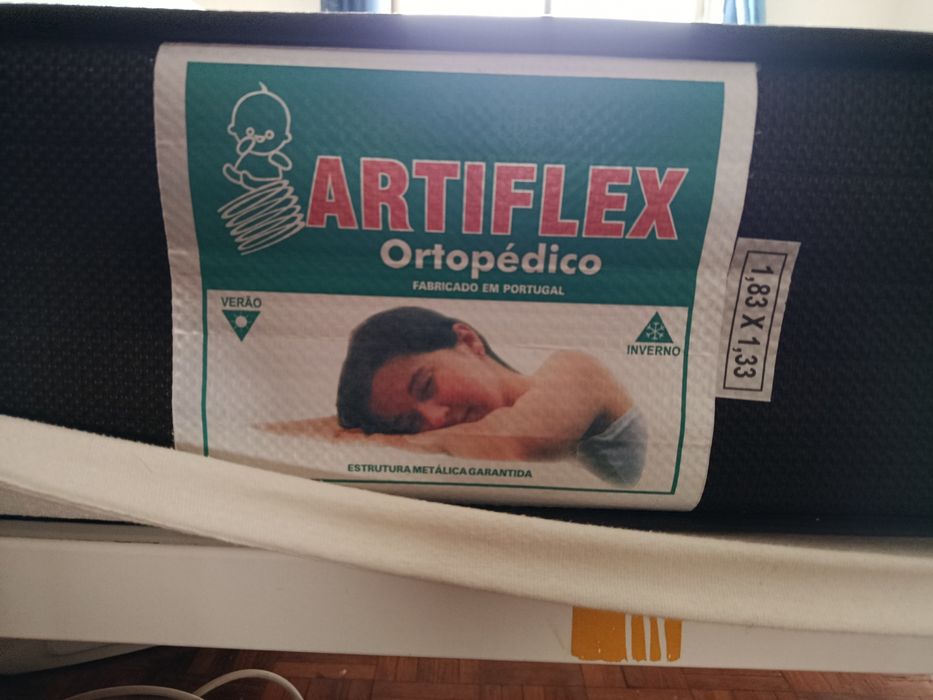 ARTIFLEX
Ortopédico
FABRICADO EM PORTUGAL
VERÃO
INVERNO
ESTRUTURA METÁLICA GARANTIDA
1,83 X 1,33